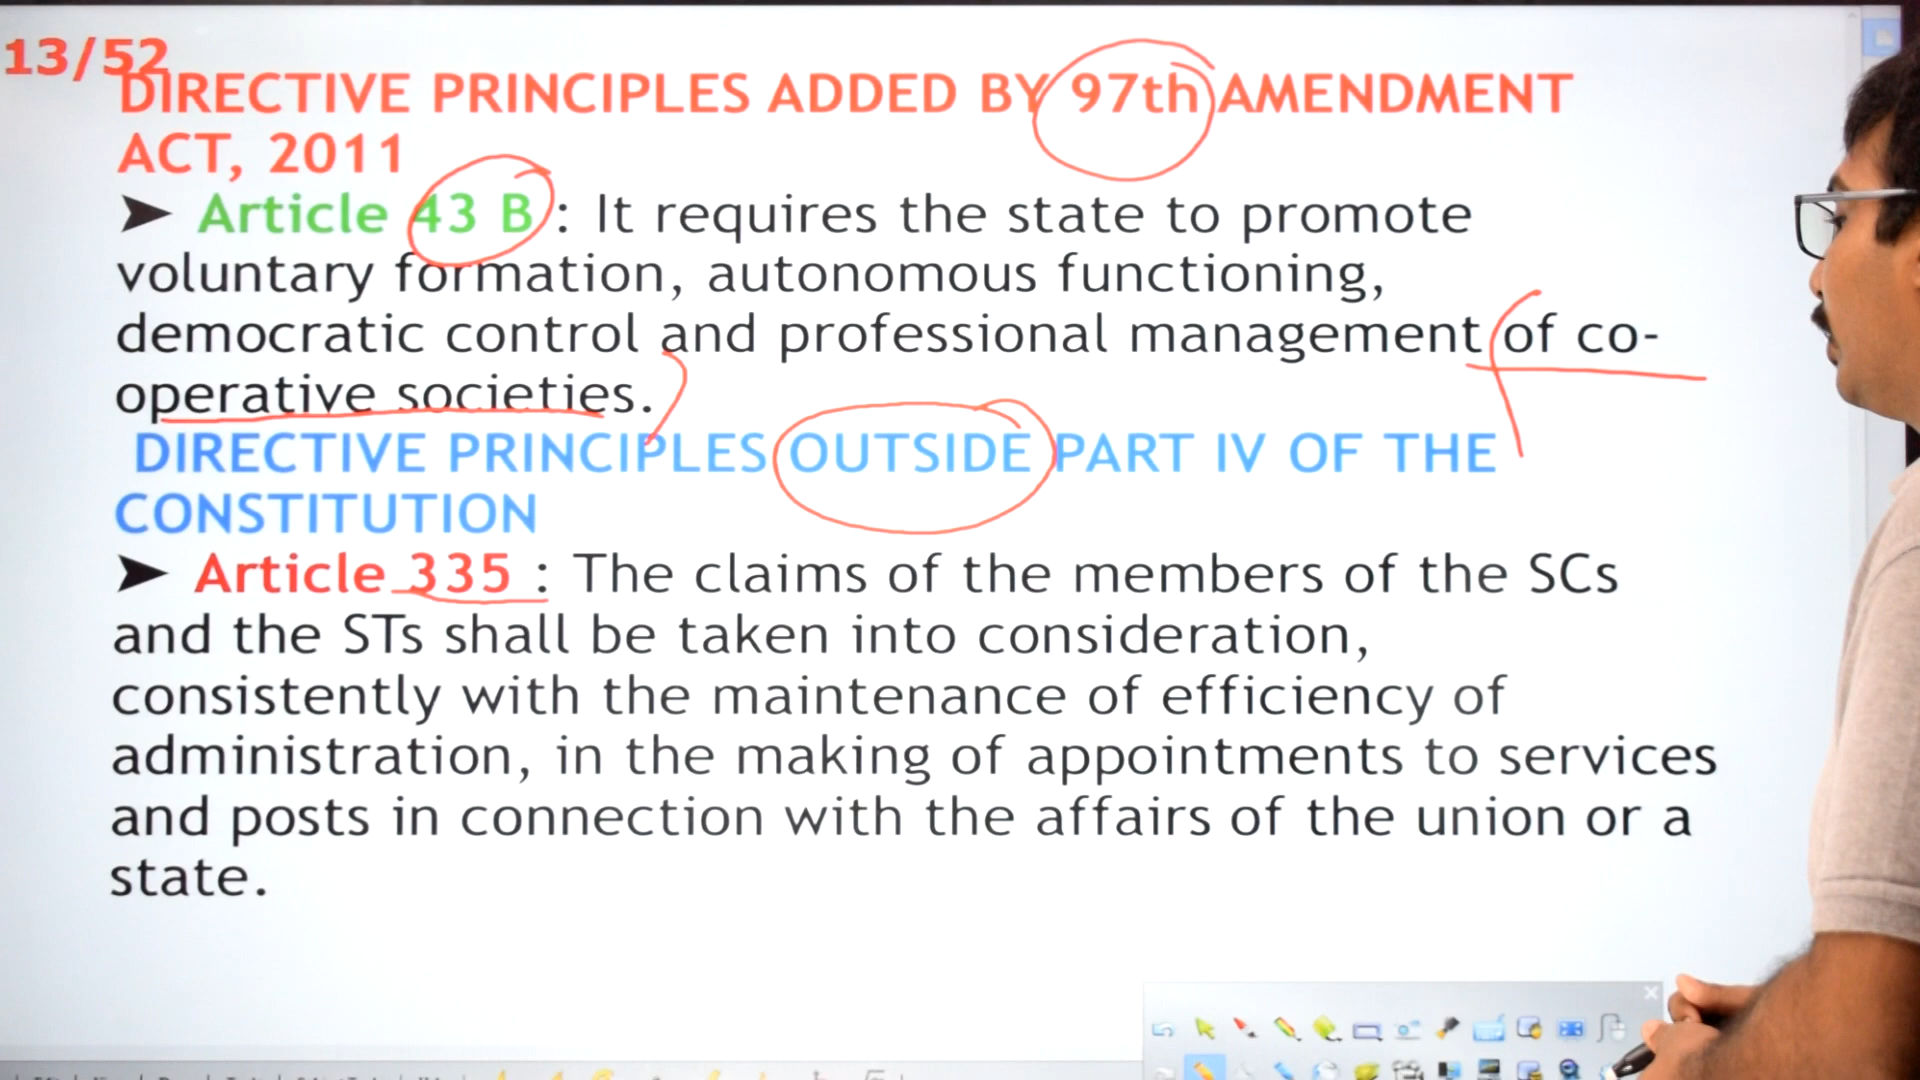 13/52
DIRECTIVE PRINCIPLES ADDED BY 97th AMENDMENT
ACT, 2011
➤ Article 43 B : It requires the state to promote
voluntary formation, autonomous functioning,
democratic control and professional management of co-
operative societies.
DIRECTIVE PRINCIPLES OUTSIDE PART IV OF THE
CONSTITUTION
➤ Article 335 : The claims of the members of the SCs
and the STs shall be taken into consideration,
consistently with the maintenance of efficiency of
administration, in the making of appointments to services
and posts in connection with the affairs of the union or a
state.